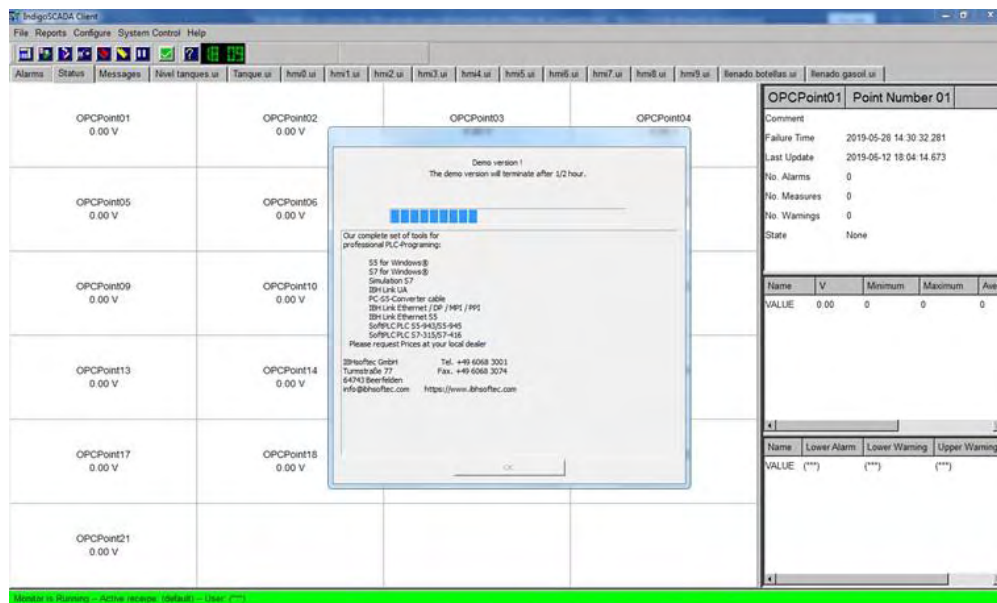 IndigoSCADA Client
File Reports Configure System Control Help
18 09
Alarms Status Messages Nivel tanques.ui Tanque.ui hmi0.ui hmi1.ui hmi2.ui hmi3.ui hmi4.ui hmi5.ui hmi6.ui hmi7.ui hmi8.ui hmi9.ui llenado botellas.ui llenado gasoil.ui
OPCPoint01
0.00 V
OPCPoint02
0.00 V
OPCPoint03
OPCPoint04
OPCPoint05
0.00 V
OPCPoint06
0.00 V
OPCPoint09
0.00 V
OPCPoint10
0.00 V
OPCPoint13
0.00 V
OPCPoint14
0.00 V
OPCPoint17
0.00 V
OPCPoint18
0.00 V
OPCPoint21
0.00 V
Demo version !
The demo version will terminate after 1/2 hour.
Our complete set of tools for
professional PLC-Programing:
S5 for Windows®
S7 for Windows®
Simulation S7
IBH Link UA
PC-S5-Converter cable
IBH Link Ethernet / DP / MPI / PPI
IBH Link Ethernet S5
SoftPLC PLC S5-943/S5-945
SoftPLC PLC S7-315/S7-416
Please request Prices at your local dealer
IBHsoftec GmbH Tel. +49 6068 3001
Turmstraße 77 Fax. +49 6068 3074
64743 Beerfelden
info@ibhsoftec.com https://www.ibhsoftec.com
OK
OPCPoint01 Point Number 01
Comment
Failure Time 2019-05-28 14:30:32.281
Last Update 2019-06-12 18:04:14.673
No. Alarms 0
No. Measures 0
No. Warnings 0
State None
Name V Minimum Maximum Ave
VALUE 0.00 0 0 0
Name Lower Alarm Lower Warning Upper Warning
VALUE (***) (***) (***)
Monitor is Running -- Active receipe: (default) -- User: (***)